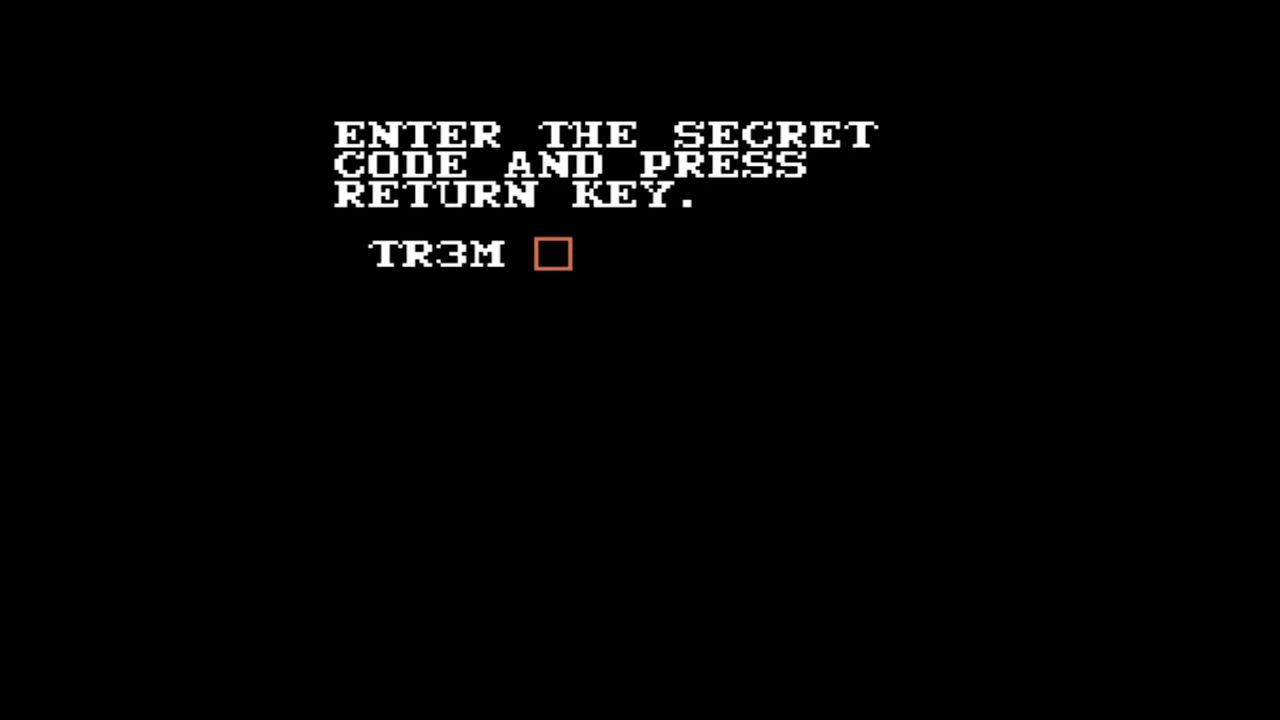 ENTER THE SECRET
CODE AND PRESS
RETURN KEY.
TR3M